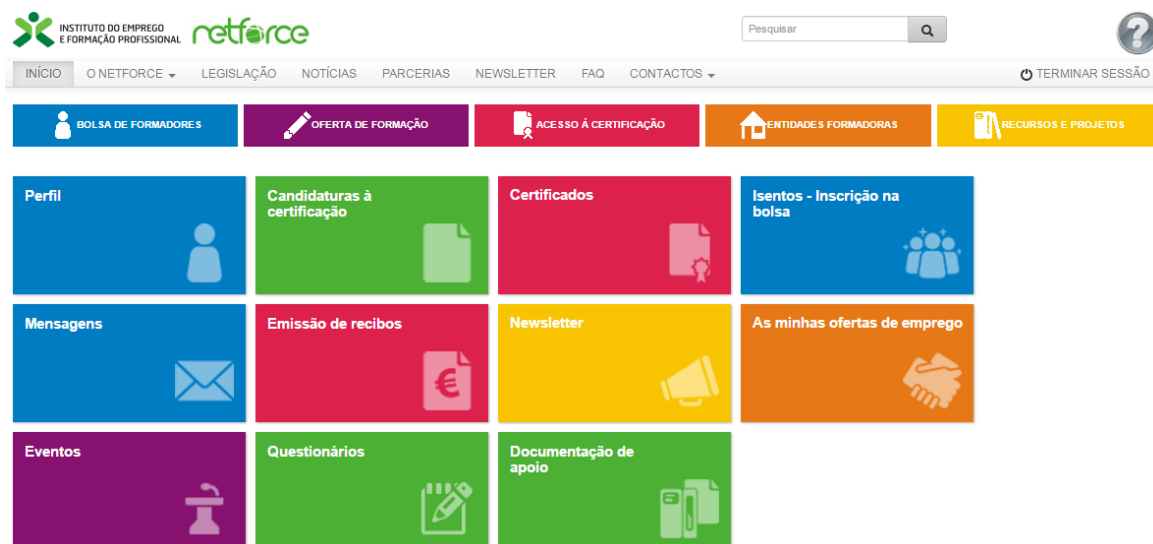 INSTITUTO DO EMPREGO
E FORMAÇÃO PROFISSIONAL
netforce
Pesquisar
?
INÍCIO O NETFORCE LEGISLAÇÃO NOTÍCIAS PARCERIAS NEWSLETTER FAQ CONTACTOS TERMINAR SESSÃO
BOLSA DE FORMADORES OFERTA DE FORMAÇÃO ACESSO À CERTIFICAÇÃO ENTIDADES FORMADORAS RECURSOS E PROJETOS
Perfil
Candidaturas à
certificação
Certificados
Isentos - Inscrição na
bolsa
Mensagens
Emissão de recibos
€
Newsletter
As minhas ofertas de emprego
Eventos
Questionários
Documentação de
apoio